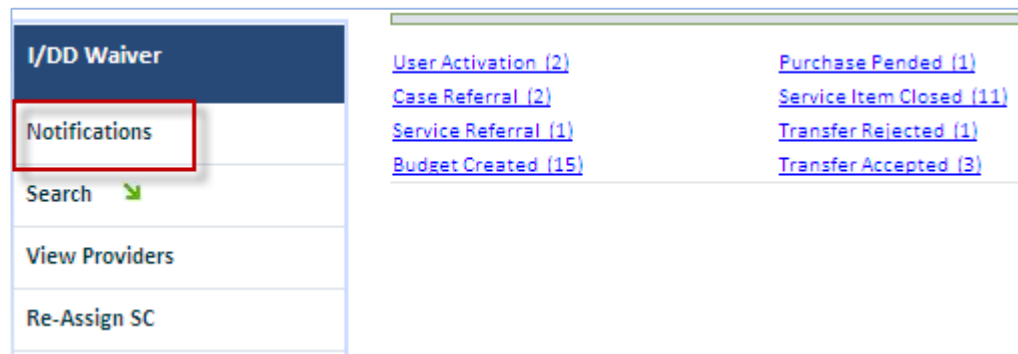 I/DD Waiver
Notifications
Search
View Providers
Re-Assign SC
User Activation (2)
Case Referral (2)
Service Referral (1)
Budget Created (15)
Purchase Pended (1)
Service Item Closed (11)
Transfer Rejected (1)
Transfer Accepted (3)